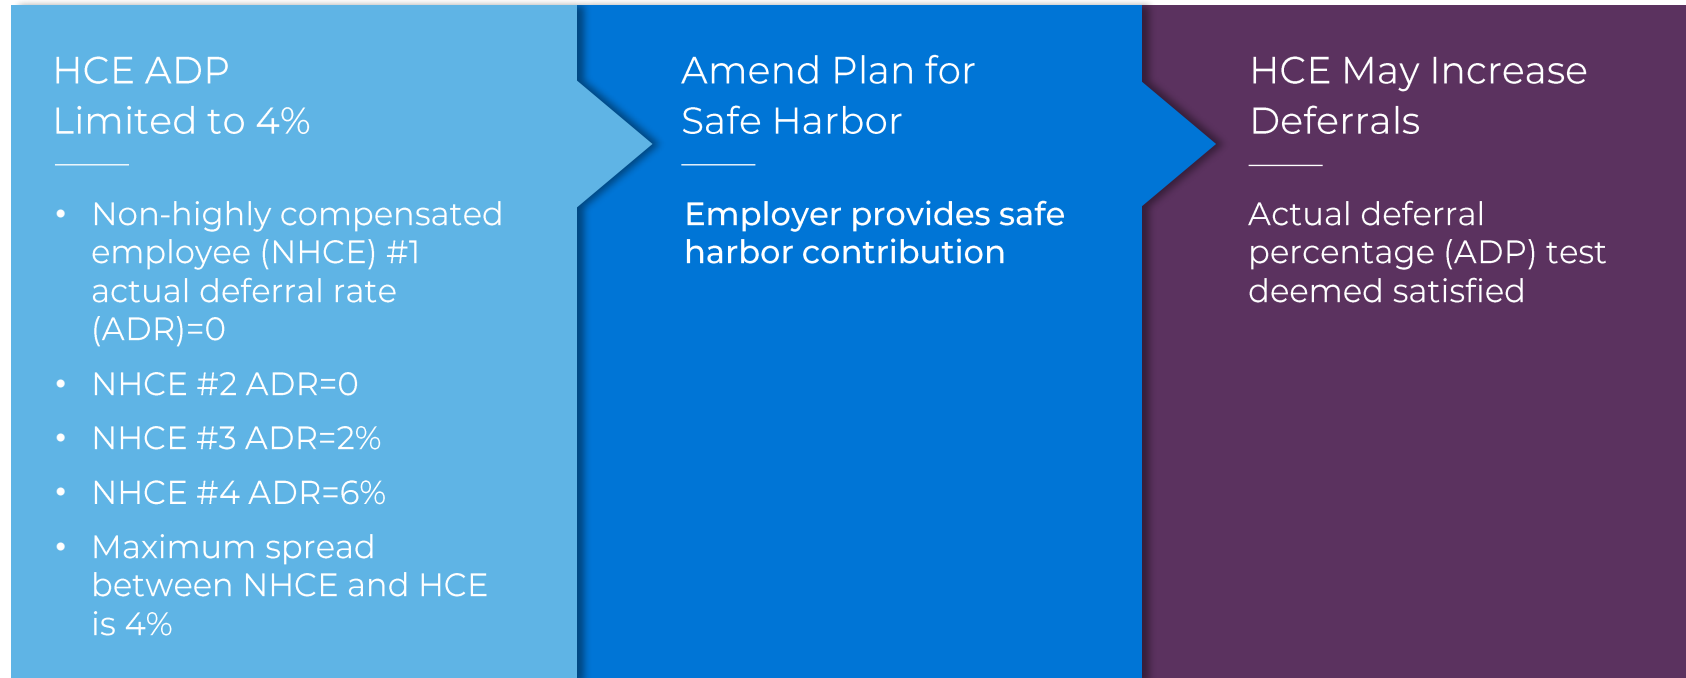 HCE ADP
Limited to 4%
• Non-highly compensated
employee (NHCE) #1
actual deferral rate
(ADR)=0
• NHCE #2 ADR=0
• NHCE #3 ADR=2%
• NHCE #4 ADR=6%
• Maximum spread
between NHCE and HCE
is 4%
Amend Plan for
Safe Harbor
Employer provides safe
harbor contribution
HCE May Increase
Deferrals
Actual deferral
percentage (ADP) test
deemed satisfied